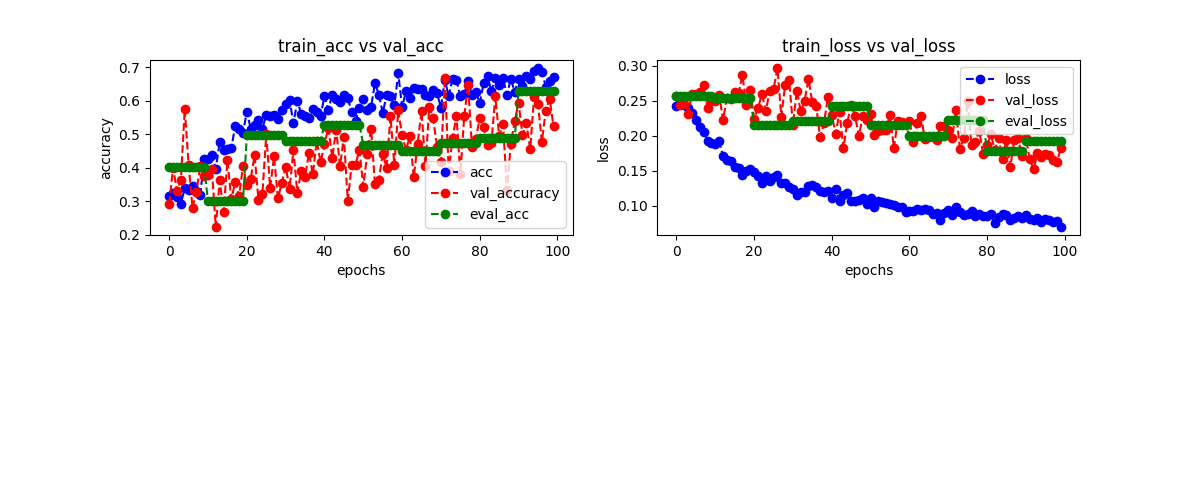 train_acc vs val_acc
accuracy
0.7
0.6
0.5
0.4
0.3
0.2
0 20 40 60 80 100
epochs
acc
val_accuracy
eval_acc
train_loss vs val_loss
loss
0.30
0.25
0.20
0.15
0.10
0 20 40 60 80 100
epochs
loss
val_loss
eval_loss